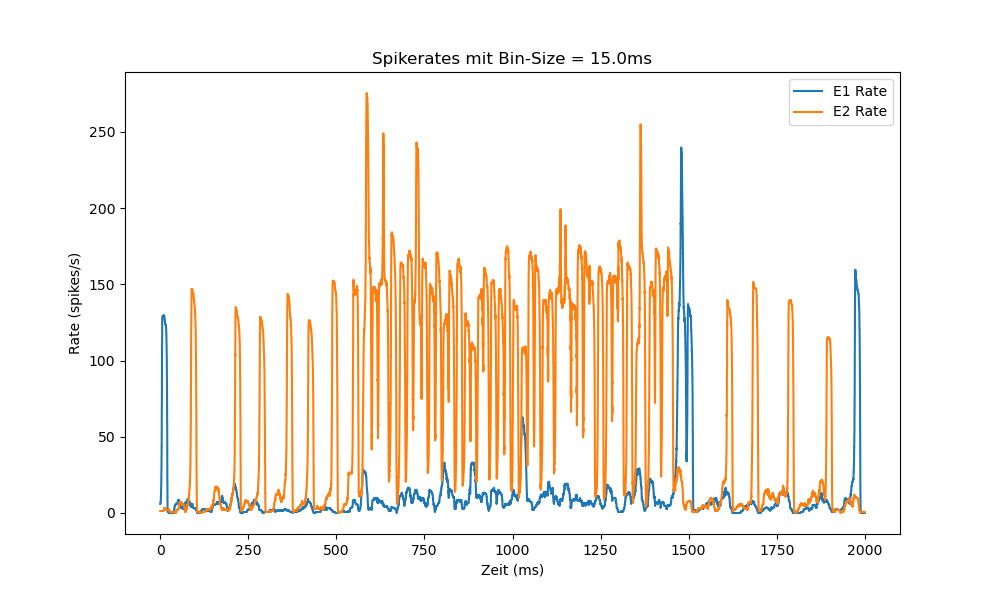 Spikerates mit Bin-Size = 15.0ms
E1 Rate
E2 Rate
Rate (spikes/s)
250
200
150
100
50
0
0 250 500 750 1000 1250 1500 1750 2000
Zeit (ms)